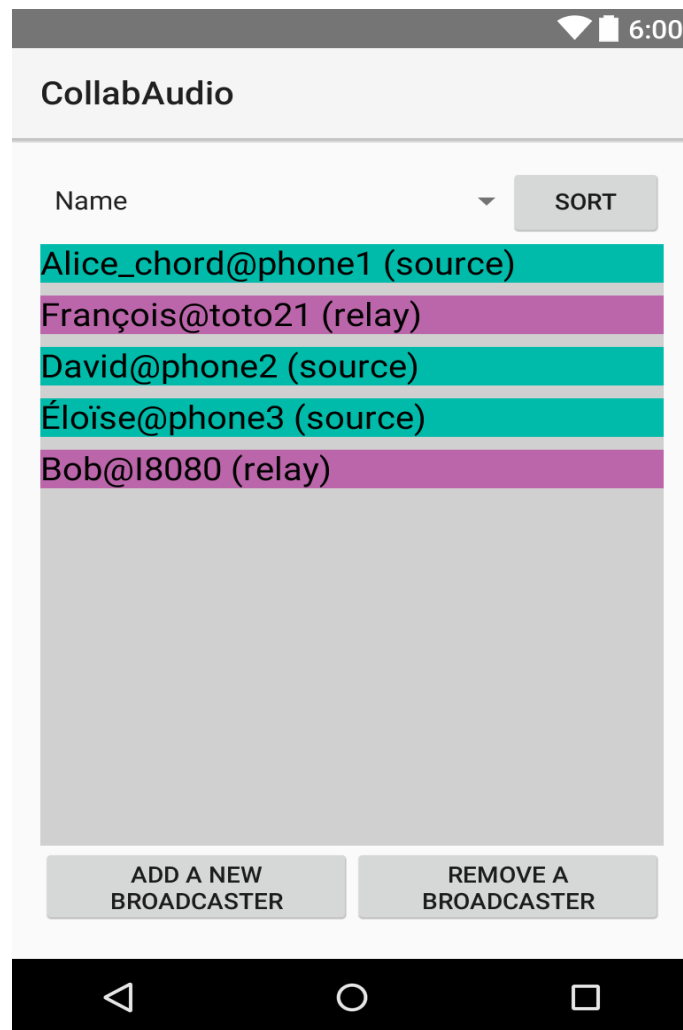 6:00
CollabAudio
Name
SORT
Alice_chord@phone1 (source)
François@toto21 (relay)
David@phone2 (source)
Éloïse@phone3 (source)
Bob@I8080 (relay)
ADD A NEW
BROADCASTER
REMOVE A
BROADCASTER